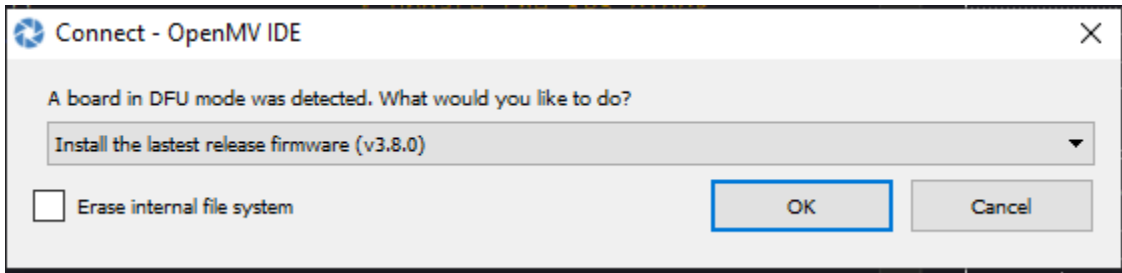 Connect - OpenMV IDE
A board in DFU mode was detected. What would you like to do?
Install the lastest release firmware (v3.8.0)
Erase internal file system
OK
Cancel